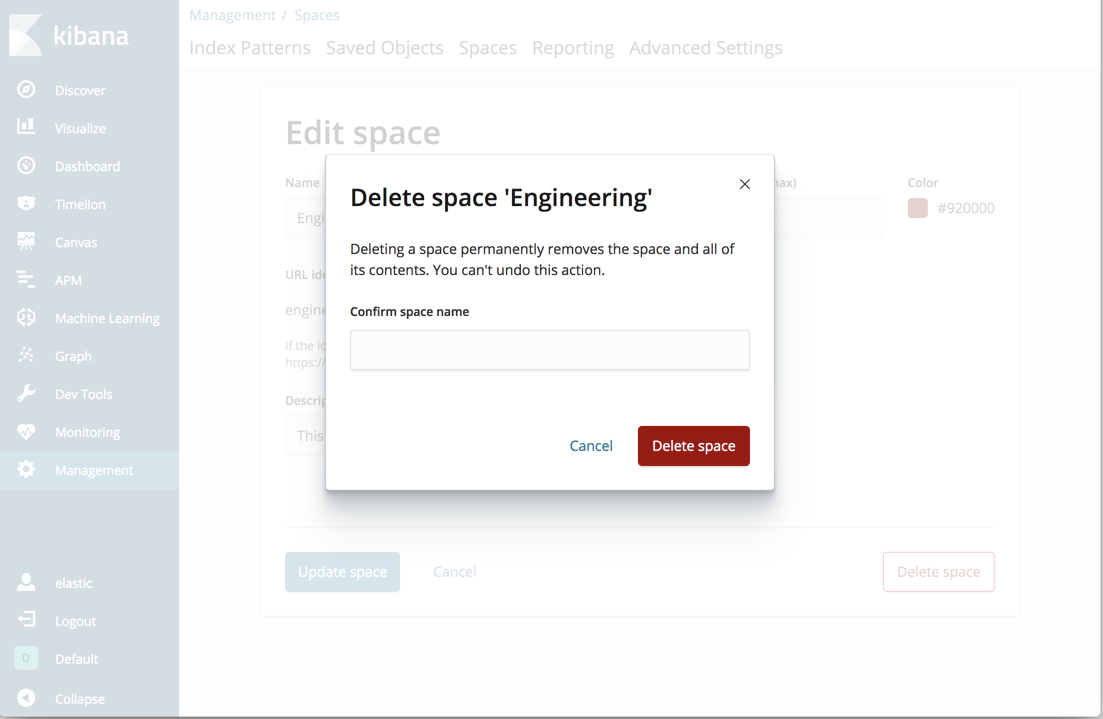 kibana
Discover
Visualize
Dashboard
Timelion
Canvas
APM
Machine Learning
Graph
Dev Tools
Monitoring
Management
elastic
Logout
D
Default
Collapse
Management / Spaces
Index Patterns Saved Objects Spaces Reporting Advanced Settings
Edit space
Name
max)
Color
Engi
#920000
URL ide
engine
If the id
https://
Descrip
This
Delete space 'Engineering'
Deleting a space permanently removes the space and all of
its contents. You can't undo this action.
Confirm space name
Cancel
Delete space
Update space
Cancel
Delete space